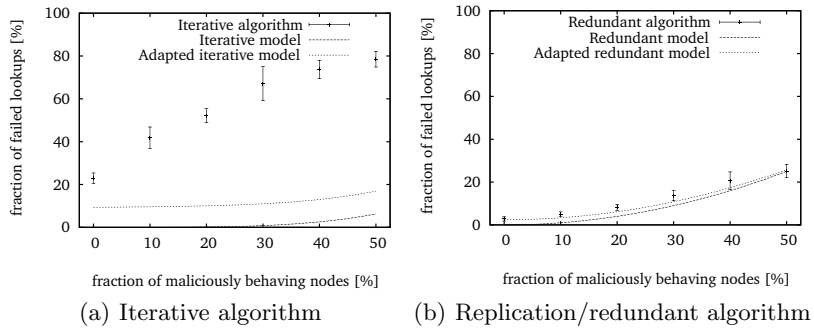 100
80
60
40
20
0
0 10 20 30 40 50
fraction of failed lookups [%]
fraction of maliciously behaving nodes [%]
Iterative algorithm
Iterative model
Adapted iterative model
(a) Iterative algorithm
100
80
60
40
20
0
0 10 20 30 40 50
fraction of failed lookups [%]
fraction of maliciously behaving nodes [%]
Redundant algorithm
Redundant model
Adapted redundant model
(b) Replication/redundant algorithm